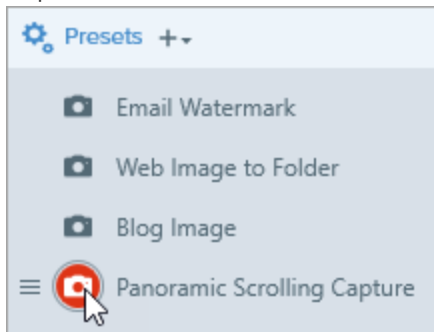 Presets
Email Watermark
Web Image to Folder
Blog Image
Panoramic Scrolling Capture